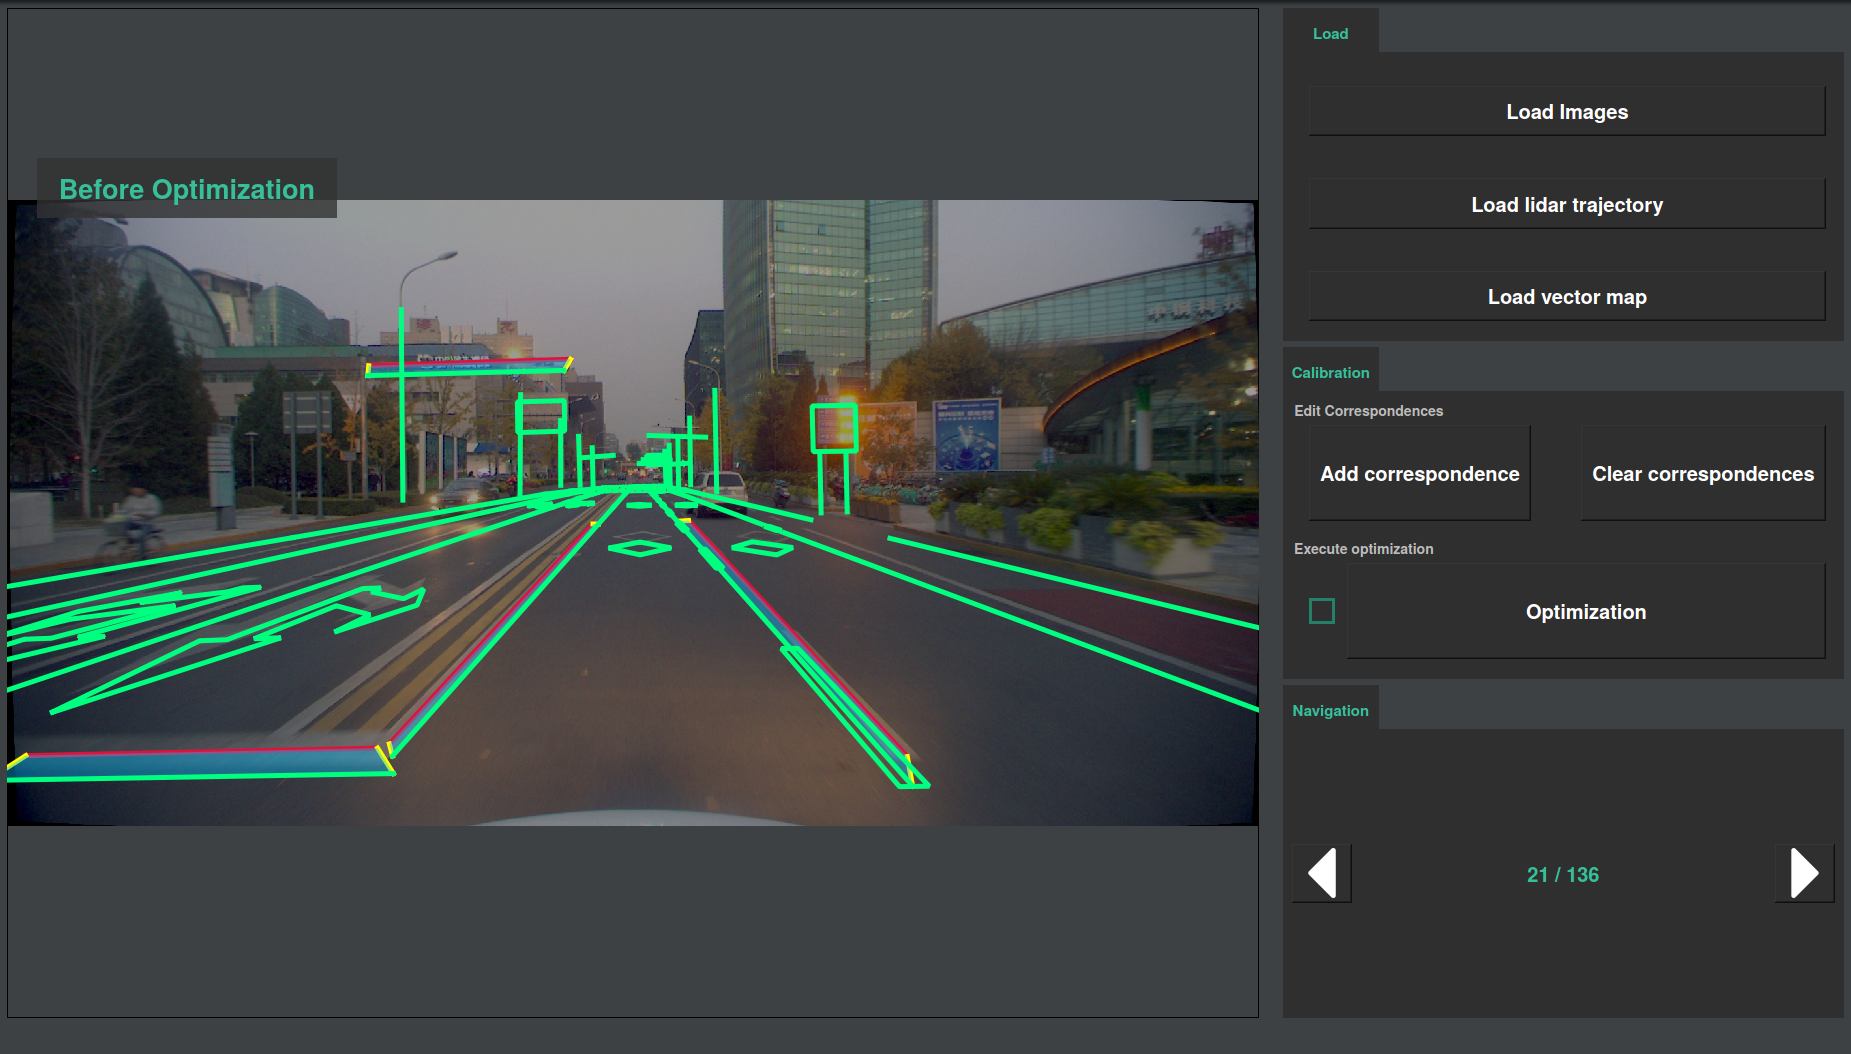 Load
Load Images
Before Optimization
Load lidar trajectory
Load vector map
Calibration
Edit Correspondences
Add correspondence
Clear correspondences
Execute optimization
Optimization
Navigation
21 / 136